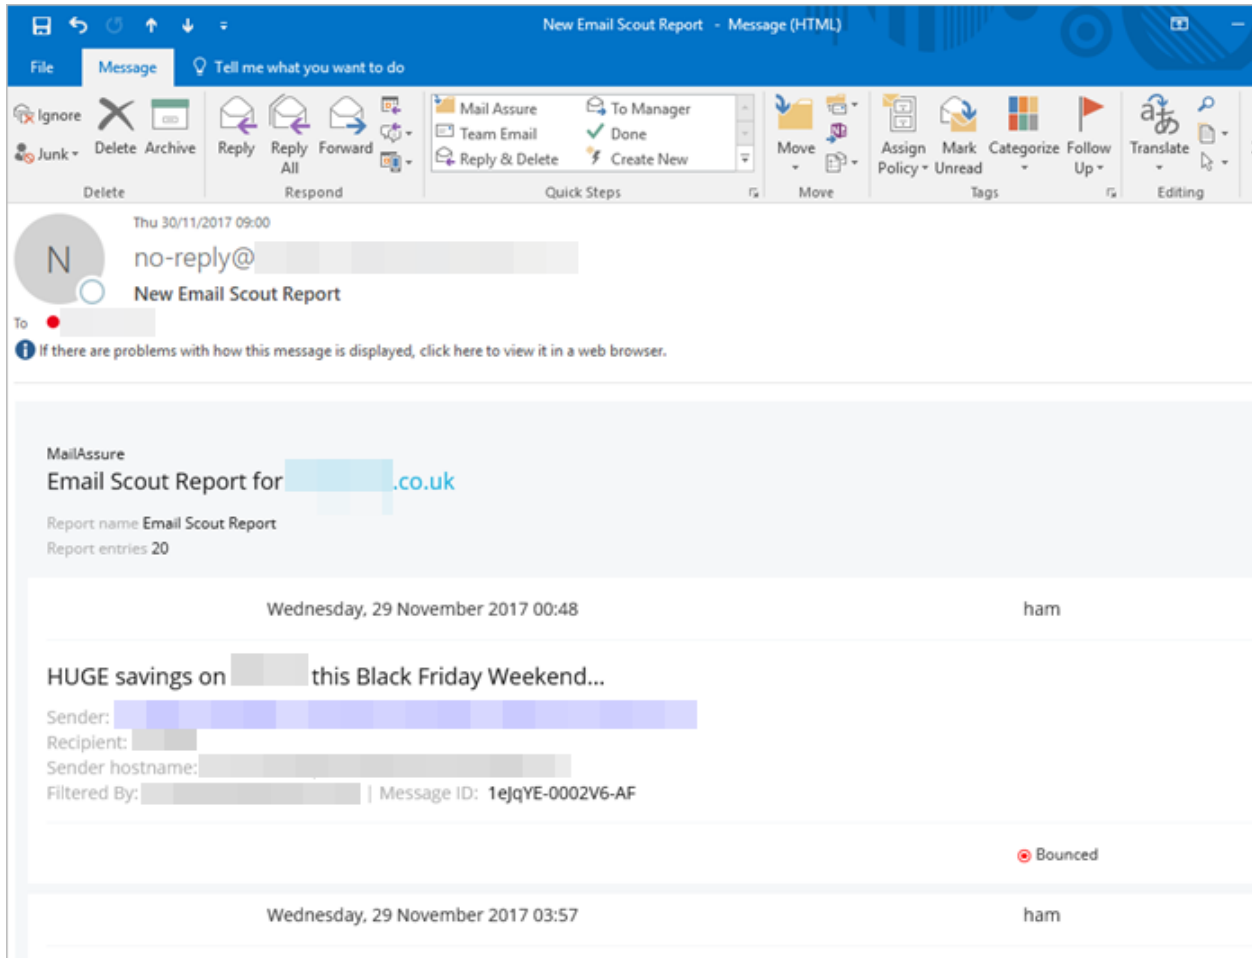 New Email Scout Report - Message (HTML)
File Message Tell me what you want to do
Ignore
Junk
Delete
Archive
Delete
Reply
Reply All
Forward
Respond
Mail Assure
To Manager
Team Email
Done
Reply & Delete
Create New
Quick Steps
Move
Move
Assign Policy
Mark Unread
Categorize
Follow Up
Tags
Translate
Editing
N
Thu 30/11/2017 09:00
no-reply@
New Email Scout Report
To
If there are problems with how this message is displayed, click here to view it in a web browser.
MailAssure
Email Scout Report for .co.uk
Report name Email Scout Report
Report entries 20
Wednesday, 29 November 2017 00:48 ham
HUGE savings on this Black Friday Weekend...
Sender:
Recipient:
Sender hostname:
Filtered By: | Message ID: 1eJqYE-0002V6-AF
Bounced
Wednesday, 29 November 2017 03:57 ham